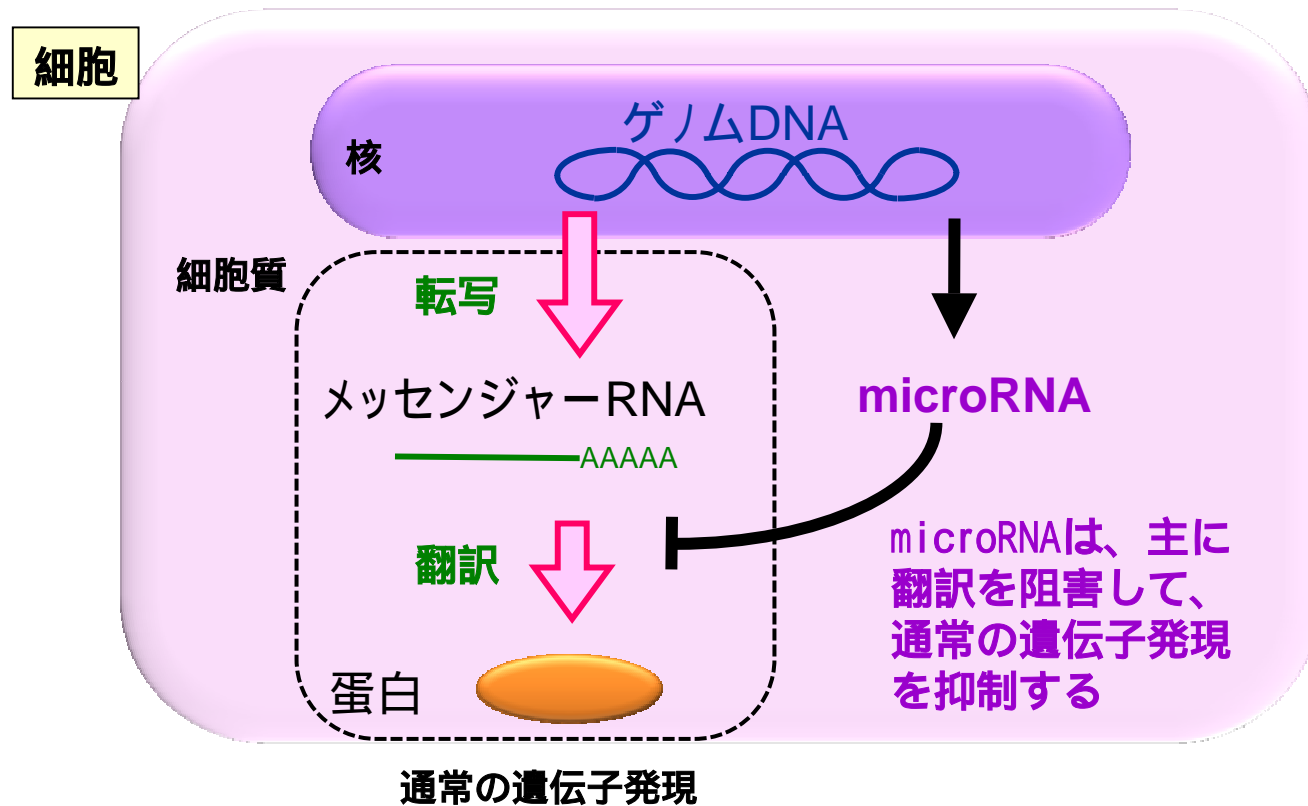 細胞
ゲノムDNA
核
細胞質
転写
メッセンジャーRNA
microRNA
AAAAA
翻訳
microRNAは、主に
翻訳を阻害して、
通常の遺伝子発現
を抑制する
蛋白
通常の遺伝子発現